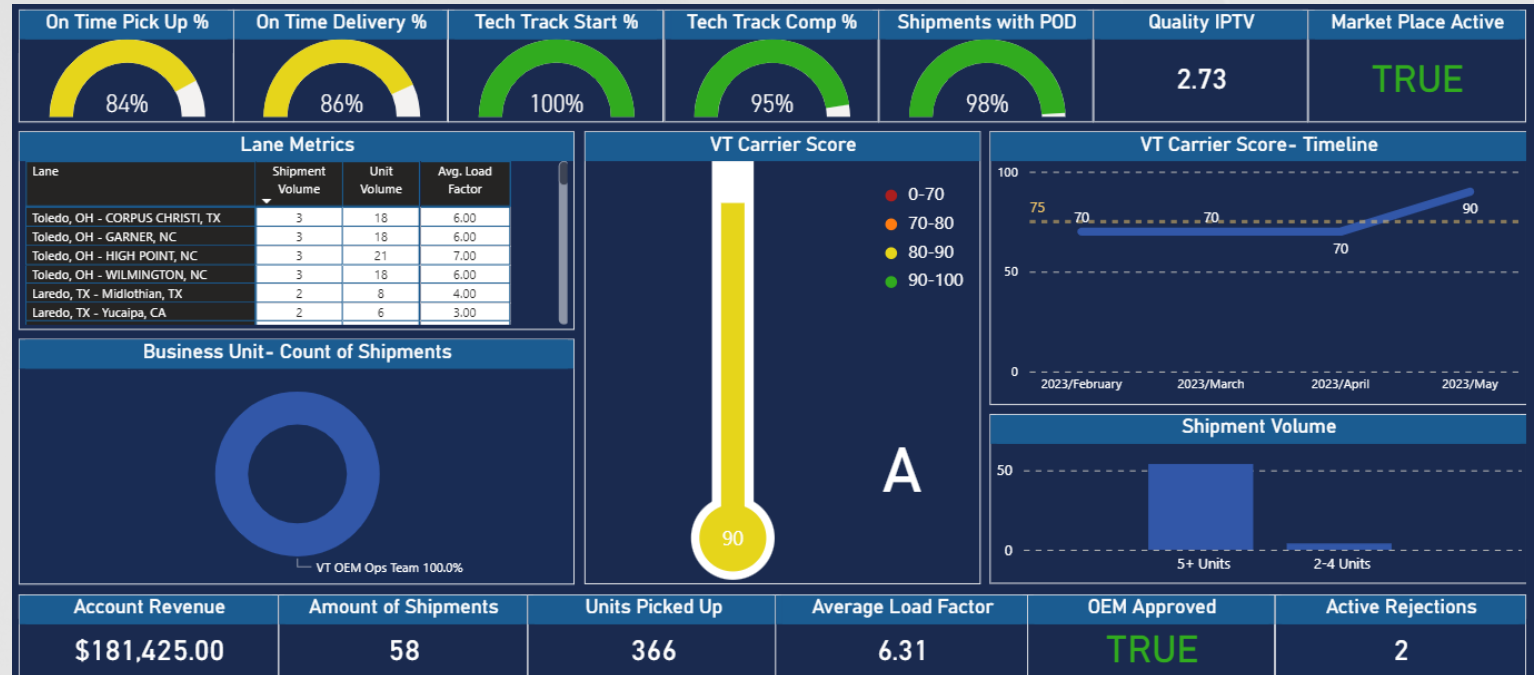 On Time Pick Up %
84%
On Time Delivery %
86%
Tech Track Start %
100%
Tech Track Comp %
95%
Shipments with POD
98%
Quality IPTV
2.73
Market Place Active
TRUE
Lane Metrics
Lane Shipment Volume Unit Volume Avg. Load Factor
Toledo, OH - CORPUS CHRISTI, TX 3 18 6.00
Toledo, OH - GARNER, NC 3 18 6.00
Toledo, OH - HIGH POINT, NC 3 21 7.00
Toledo, OH - WILMINGTON, NC 3 18 6.00
Laredo, TX - Midlothian, TX 2 8 4.00
Laredo, TX - Yucaipa, CA 2 6 3.00
Business Unit- Count of Shipments
VT OEM Ops Team 100.0%
VT Carrier Score
0-70
70-80
80-90
90-100
A
90
VT Carrier Score- Timeline
100
75
70
70
70
90
50
0
2023/February 2023/March 2023/April 2023/May
Shipment Volume
50
0
5+ Units 2-4 Units
Account Revenue
$181,425.00
Amount of Shipments
58
Units Picked Up
366
Average Load Factor
6.31
OEM Approved
TRUE
Active Rejections
2